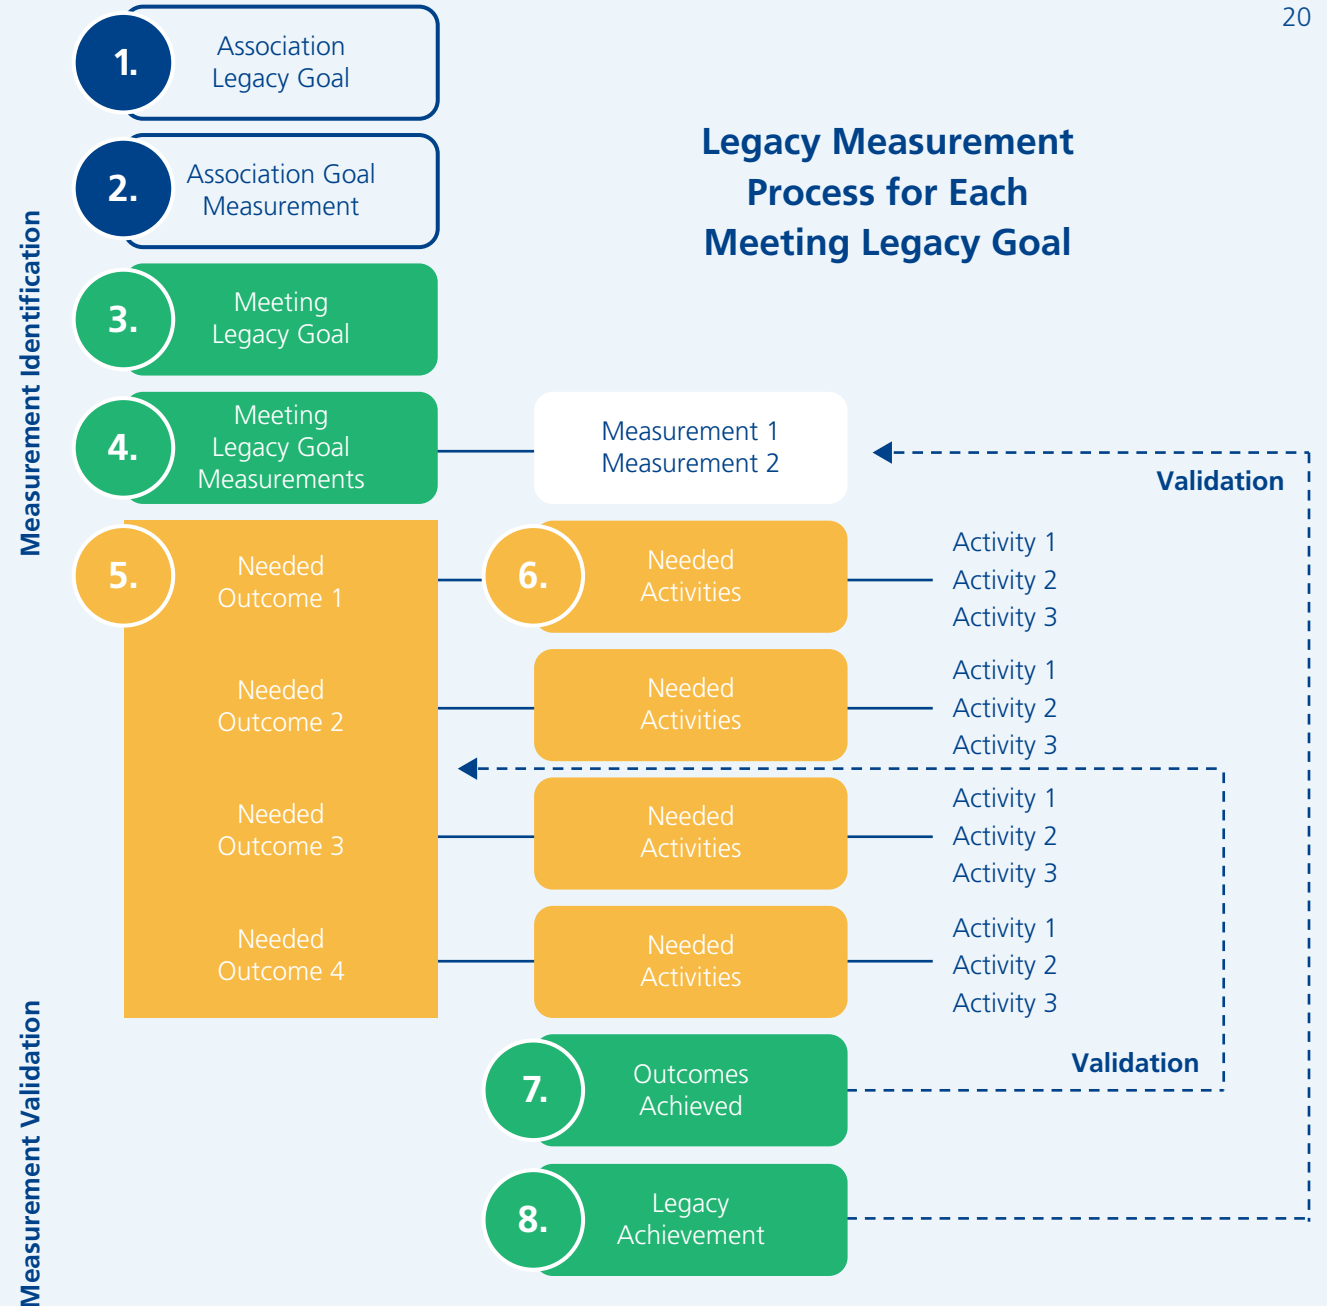 20
Legacy Measurement
Process for Each
Meeting Legacy Goal
Measurement Identification
1.
Association
Legacy Goal
2.
Association Goal
Measurement
3.
Meeting
Legacy Goal
4.
Meeting
Legacy Goal
Measurements
Measurement 1
Measurement 2
Validation
5.
Needed
Outcome 1
6.
Needed
Activities
Activity 1
Activity 2
Activity 3
Needed
Outcome 2
Needed
Activities
Activity 1
Activity 2
Activity 3
Needed
Outcome 3
Needed
Activities
Activity 1
Activity 2
Activity 3
Needed
Outcome 4
Needed
Activities
Activity 1
Activity 2
Activity 3
Measurement Validation
7.
Outcomes
Achieved
Validation
8.
Legacy
Achievement